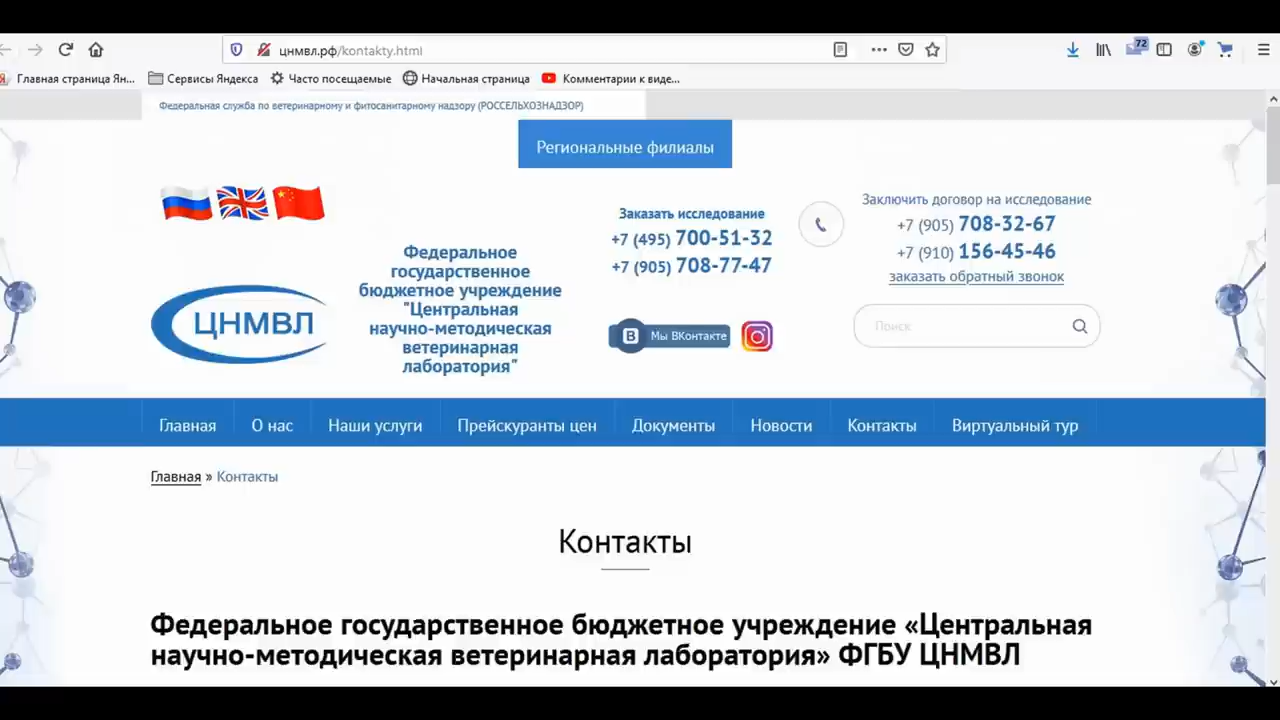 цнмвл.рф/kontakty.html
72
Главная страница Ян...
Сервисы Яндекса
Часто посещаемые
Начальная страница
Комментарии к виде...
Федеральная служба по ветеринарному и фитосанитарному надзору (РОССЕЛЬХОЗНАДЗОР)
Региональные филиалы
ЦНМВЛ
Федеральное
государственное
бюджетное учреждение
"Центральная
научно-методическая
ветеринарная
лаборатория"
Заказать исследование
+7 (495) 700-51-32
+7 (905) 708-77-47
В Мы ВКонтакте
Заключить договор на исследование
+7 (905) 708-32-67
+7 (910) 156-45-46
заказать обратный звонок
Поиск
Главная
О нас
Наши услуги
Прейскуранты цен
Документы
Новости
Контакты
Виртуальный тур
Главная » Контакты
Контакты
Федеральное государственное бюджетное учреждение «Центральная
научно-методическая ветеринарная лаборатория» ФГБУ ЦНМВЛ